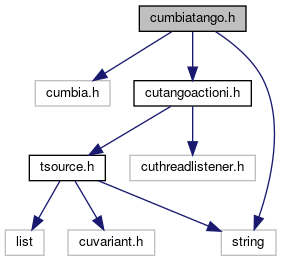 cumbiatango.h
cumbia.h
cutangoactioni.h
tsource.h
cuthreadlistener.h
list
cuvariant.h
string